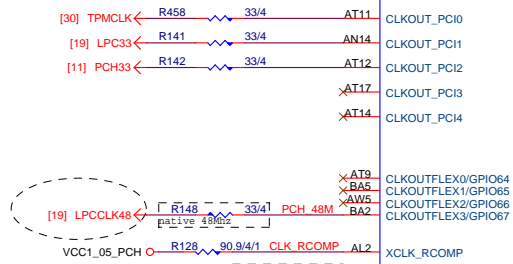 [30] TPMCLK R458 33/4 AT11 CLKOUT_PCI0
[19] LPC33 R141 33/4 AN14 CLKOUT_PCI1
[11] PCH33 R142 33/4 AT12 CLKOUT_PCI2
AT17 CLKOUT_PCI3
AT14 CLKOUT_PCI4
AT9 CLKOUTFLEX0/GPIO64
BA5 CLKOUTFLEX1/GPIO65
AW5 CLKOUTFLEX2/GPIO66
[19] LPCCLK48 R148 33/4 PCH_48M BA2 CLKOUTFLEX3/GPIO67
native 48Mhz
VCC1_05_PCH R128 90.9/4/1 CLK_RCOMP AL2 XCLK_RCOMP